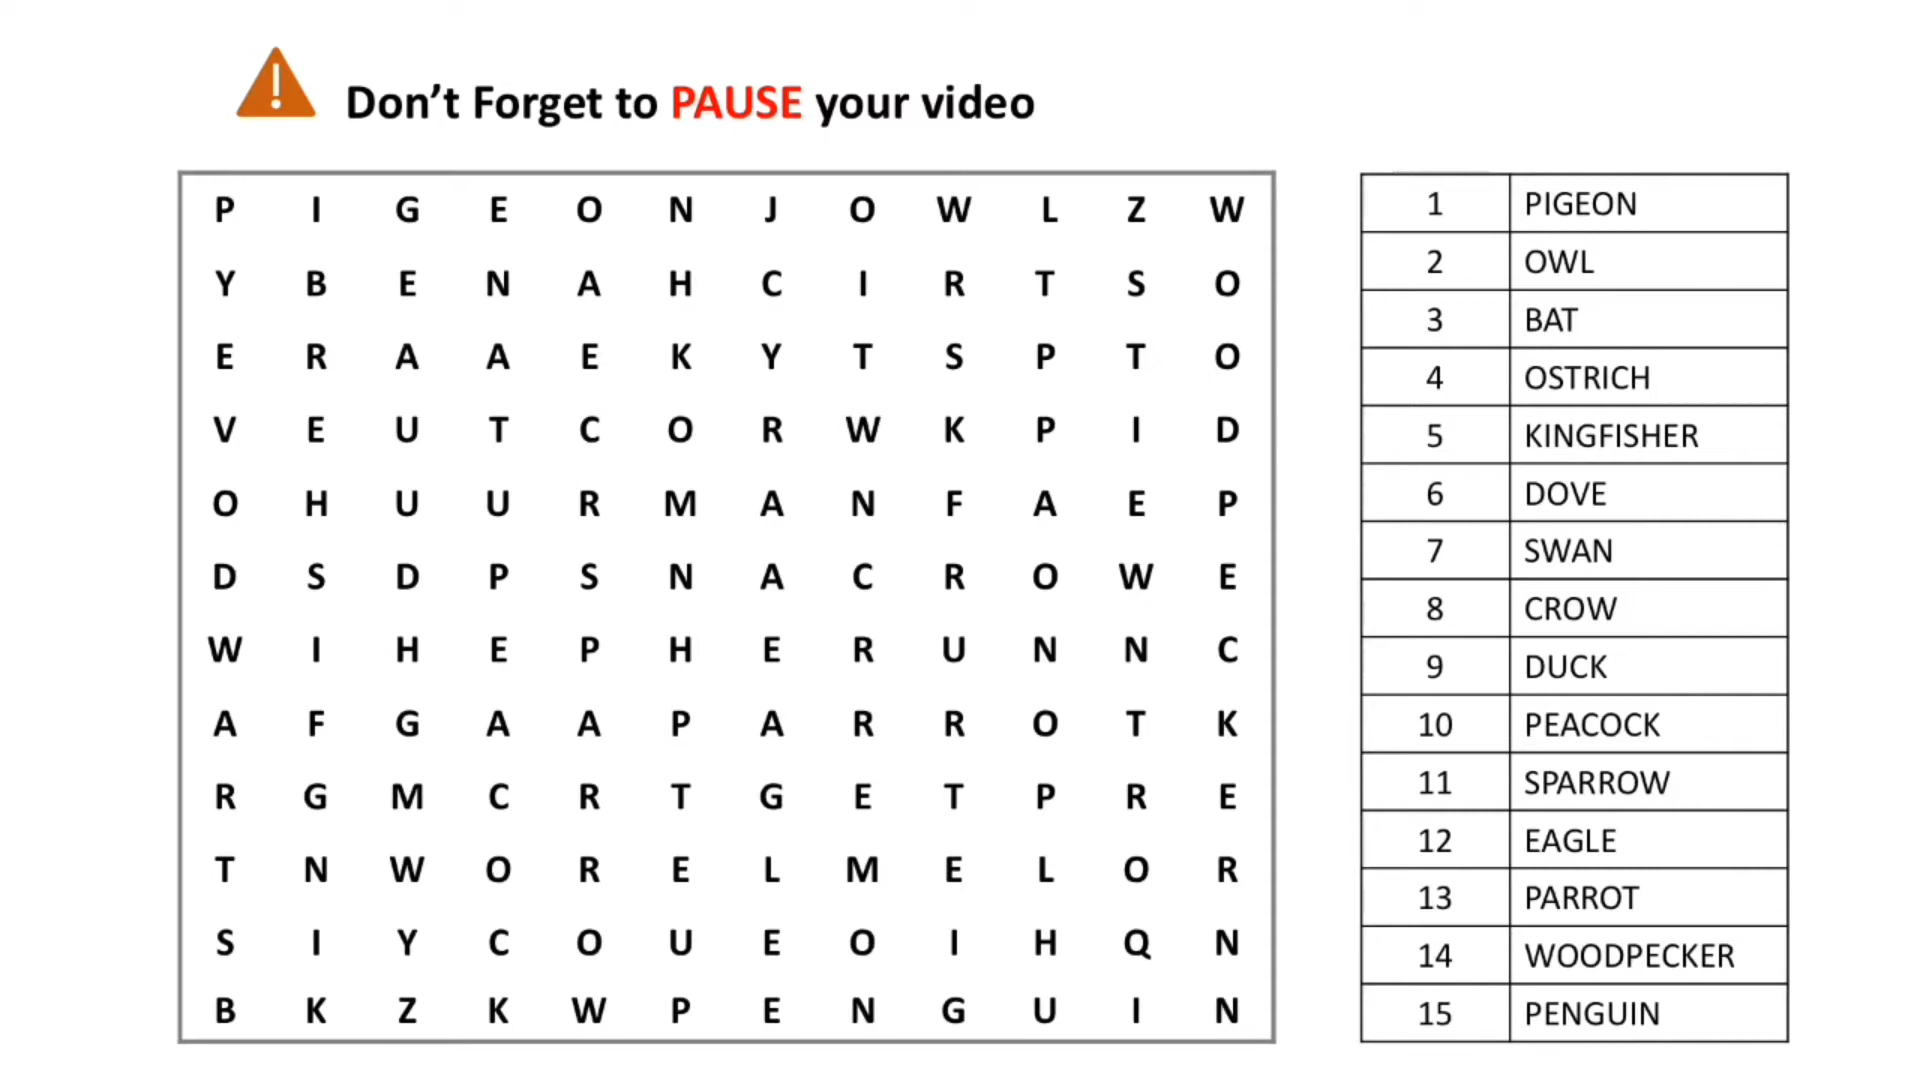 Don't Forget to PAUSE your video
P I G E O N J O W L Z W
Y B E N A H C I R T S O
E R A A E K Y T S P T O
V E U T C O R W K P I D
O H U U R M A N F A E P
D S D P S N A C R O W E
W I H E P H E R U N N C
A F G A A P A R R O T K
R G M C R T G E T P R E
T N W O R E L M E L O R
S I Y C O U E O I H Q N
B K Z K W P E N G U I N
1 PIGEON
2 OWL
3 BAT
4 OSTRICH
5 KINGFISHER
6 DOVE
7 SWAN
8 CROW
9 DUCK
10 PEACOCK
11 SPARROW
12 EAGLE
13 PARROT
14 WOODPECKER
15 PENGUIN